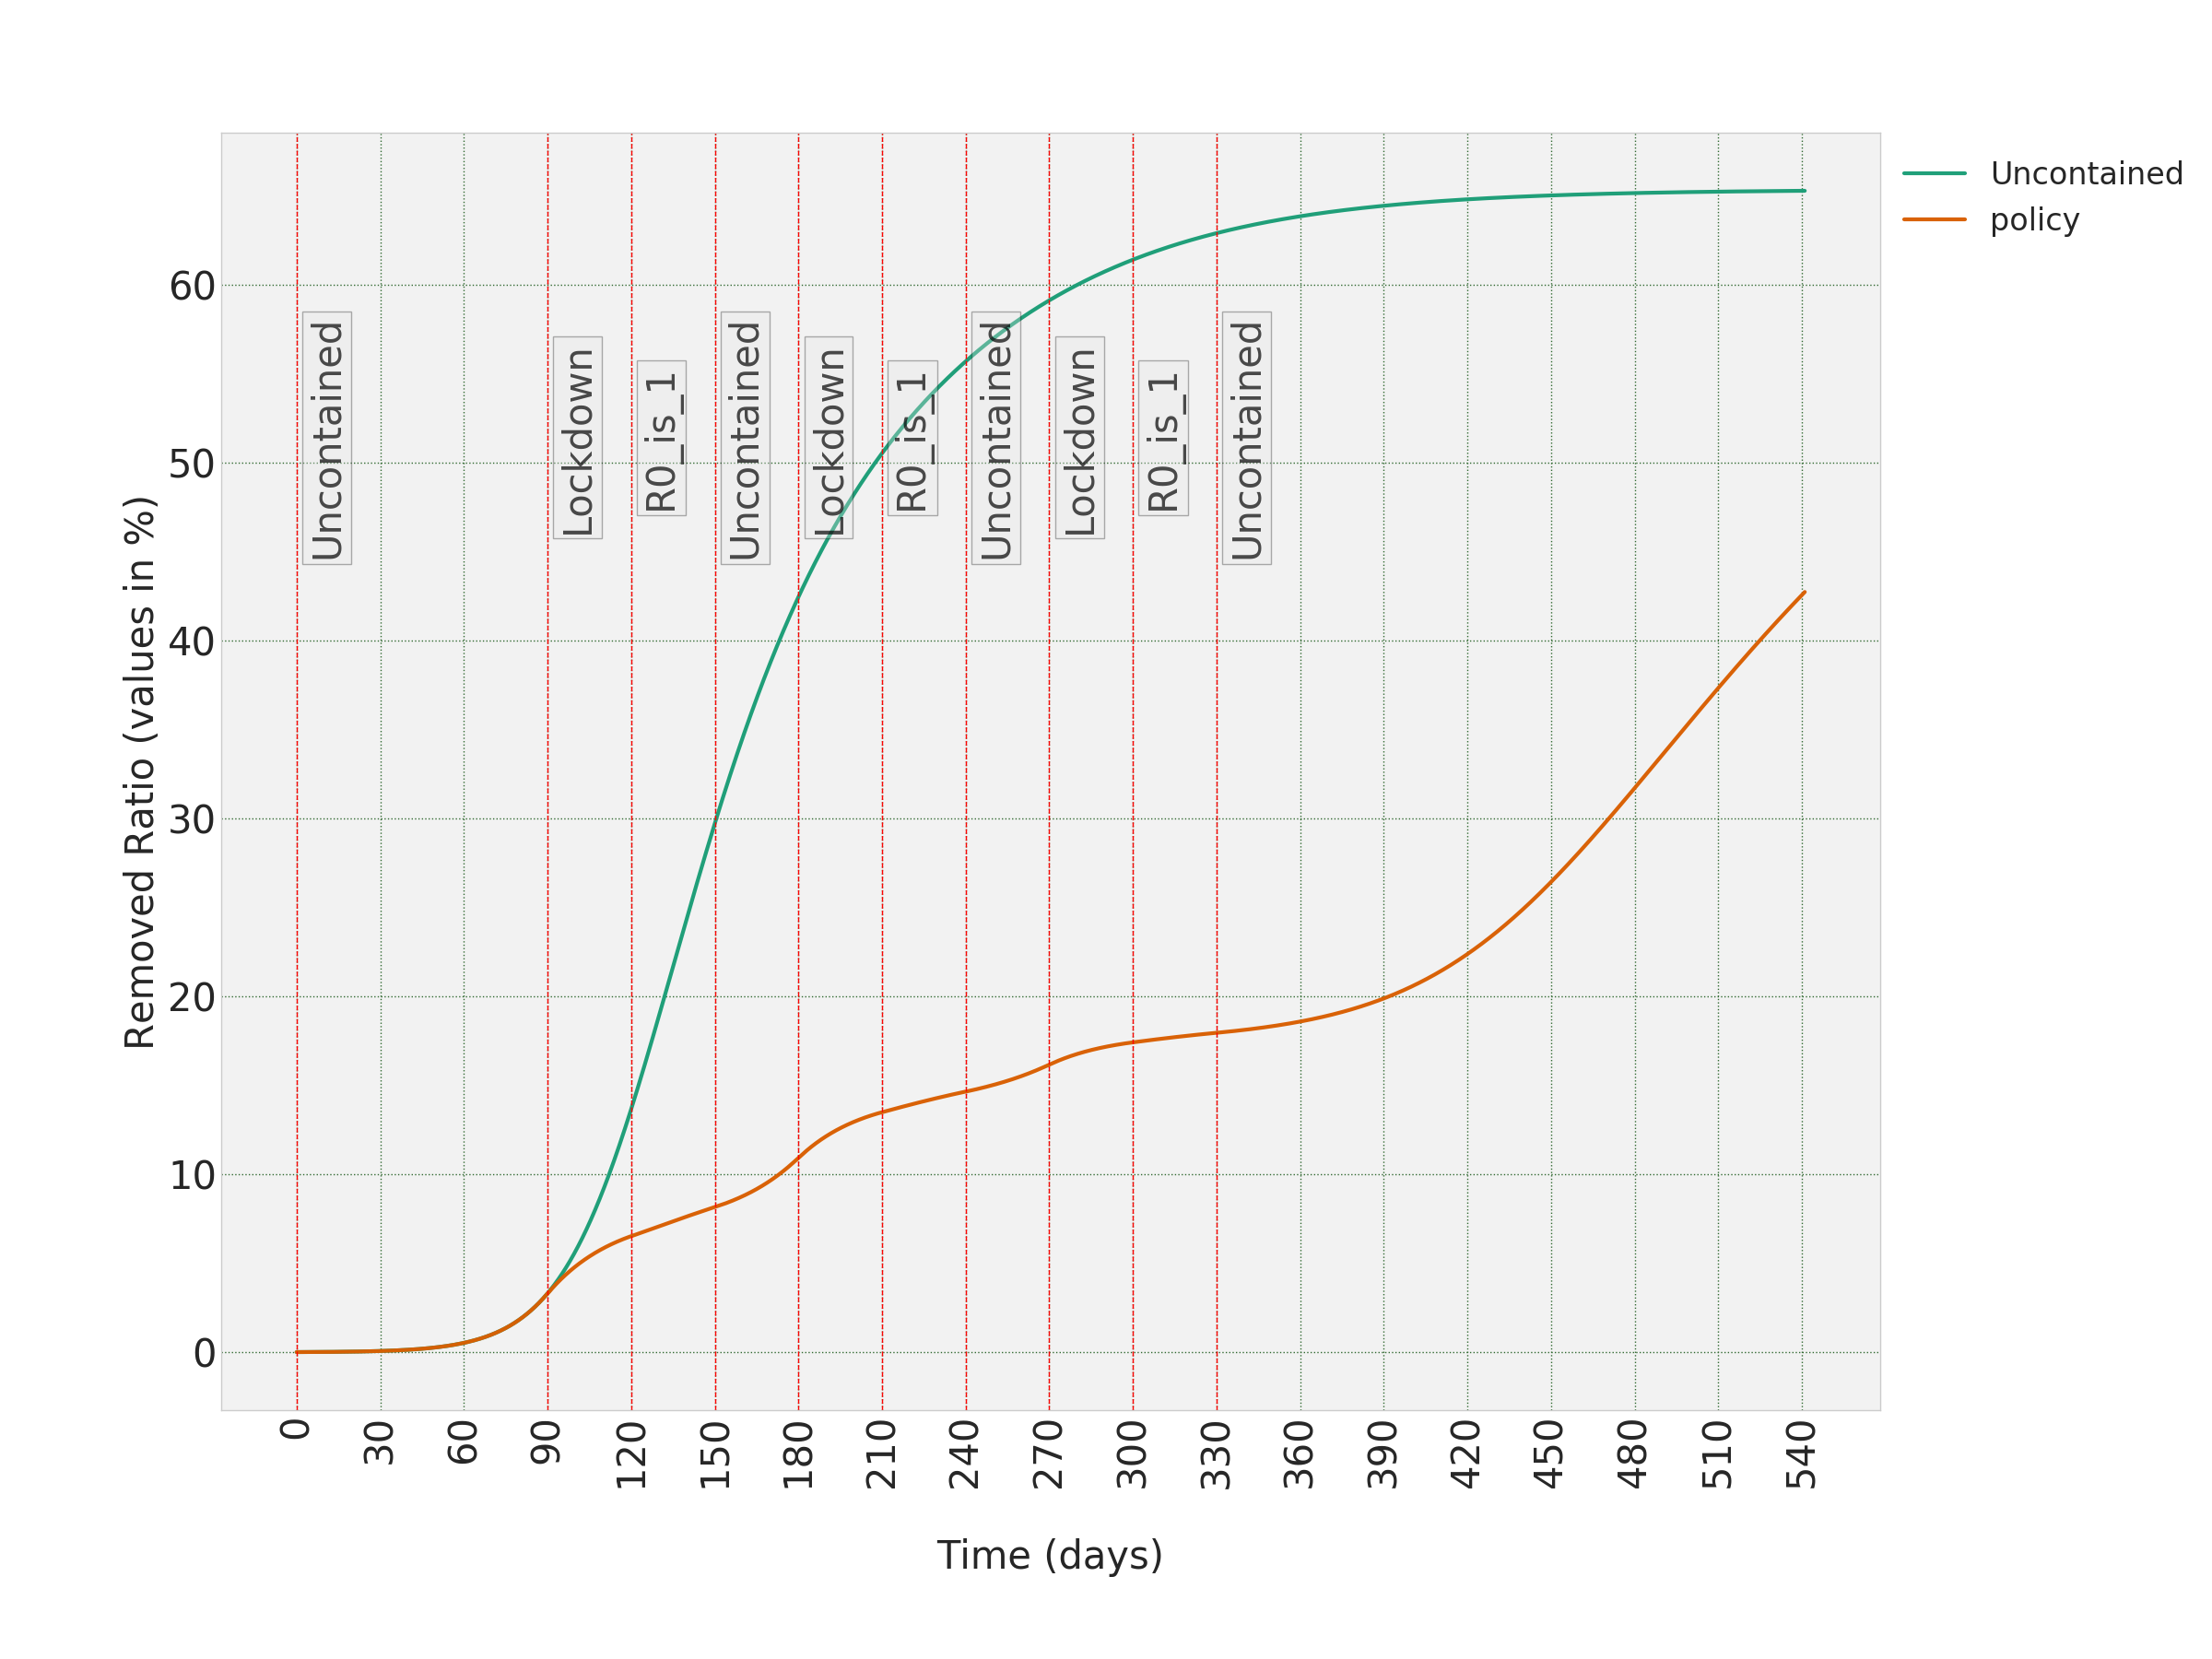 Uncontained
policy
Removed Ratio (values in %)
60
50
40
30
20
10
0
Uncontained
Lockdown
R0_is_1
Uncontained
Lockdown
R0_is_1
Uncontained
Lockdown
R0_is_1
Uncontained
0
30
60
90
120
150
180
210
240
270
300
330
360
390
420
450
480
510
540
Time (days)